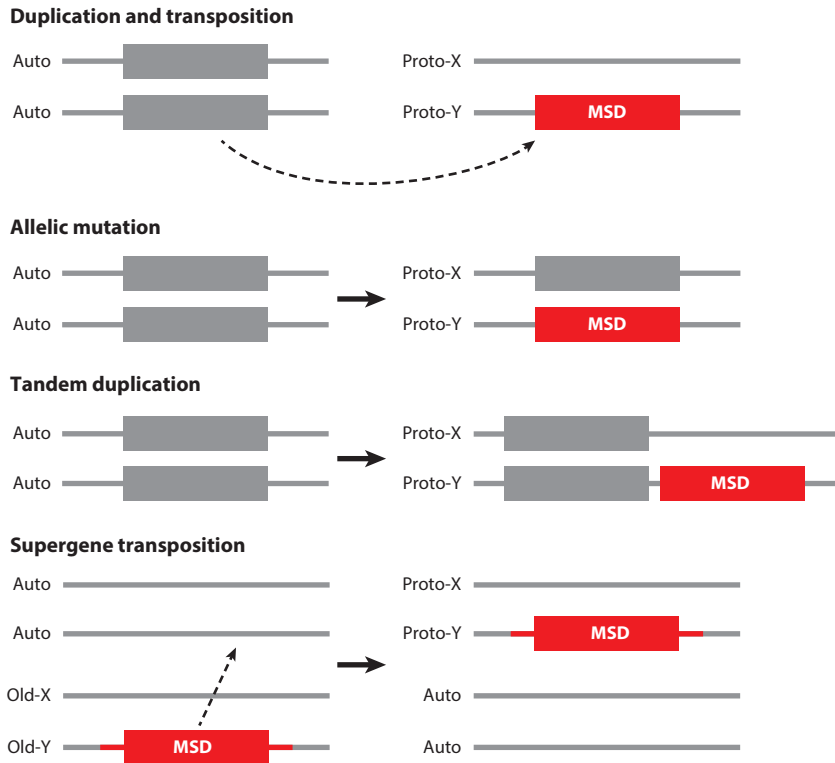 Duplication and transposition
Auto Proto-X
Auto Proto-Y MSD
Allelic mutation
Auto Proto-X
Auto Proto-Y MSD
Tandem duplication
Auto Proto-X
Auto Proto-Y MSD
Supergene transposition
Auto Proto-X
Auto Proto-Y MSD
Old-X Auto
Old-Y MSD Auto